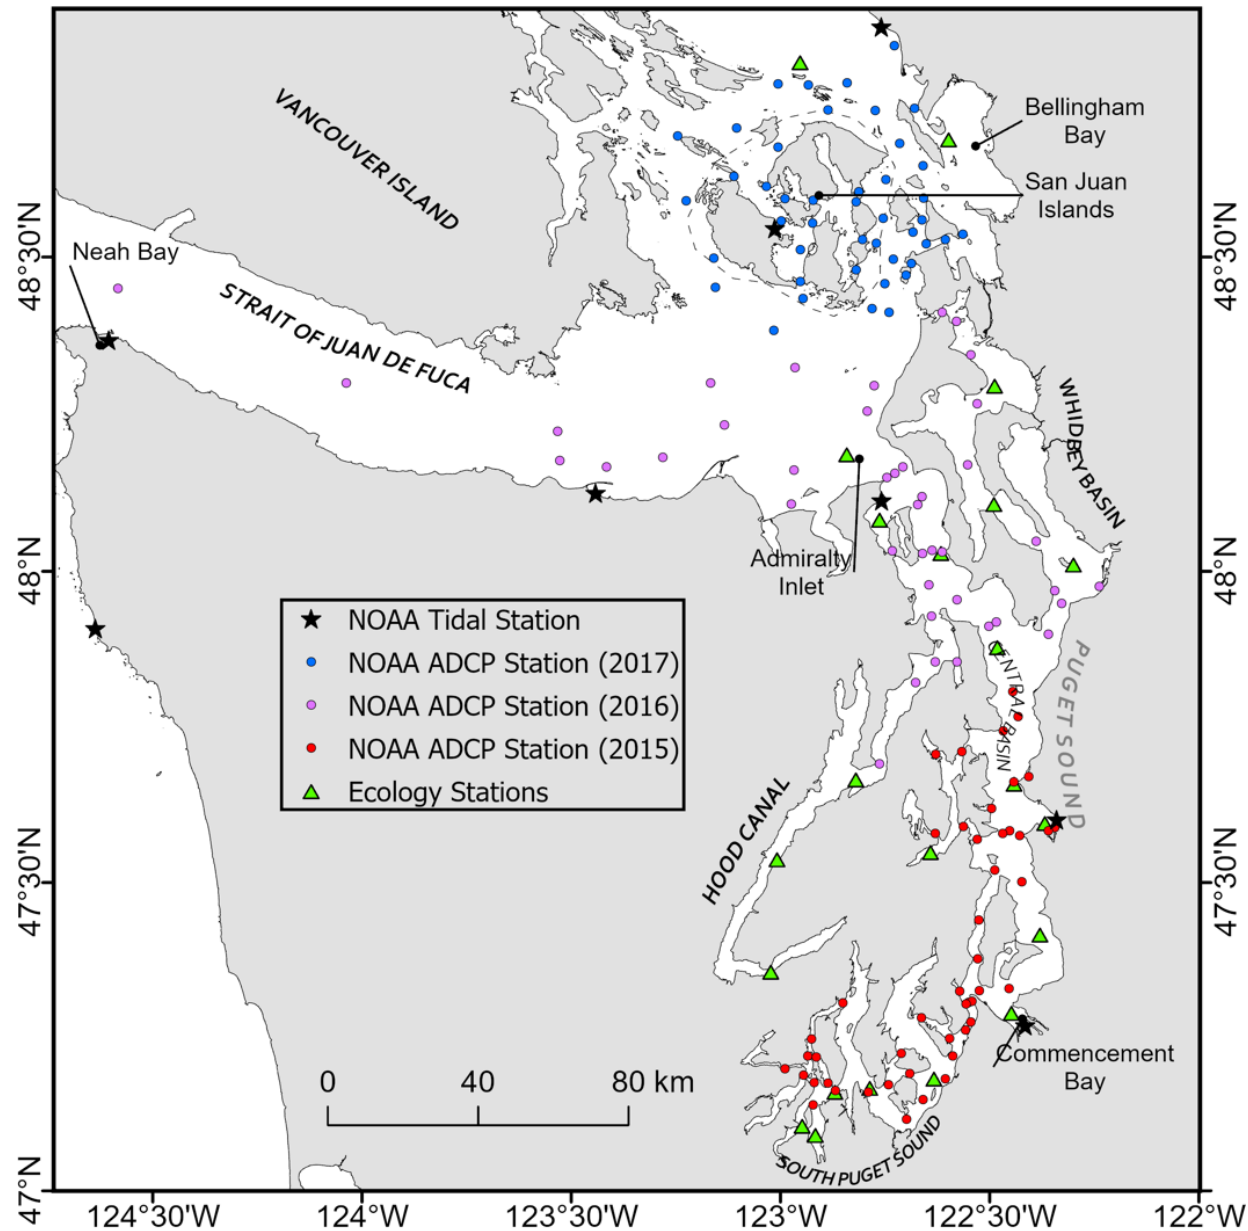 VANCOUVER ISLAND
Bellingham
Bay
San Juan
Islands
48°30'N
Neah Bay
48°30'N
STRAIT OF JUAN DE FUCA
WHIDBEY BASIN
Admiralty
Inlet
48°N
48°N
NOAA Tidal Station
NOAA ADCP Station (2017)
NOAA ADCP Station (2016)
NOAA ADCP Station (2015)
Ecology Stations
CENTRAL BASIN
PUGET SOUND
HOOD CANAL
47°30'N
47°30'N
Commencement
Bay
0 40 80 km
SOUTH PUGET SOUND
47°N
124°30'W 124°W 123°30'W 123°W 122°30'W 122°W